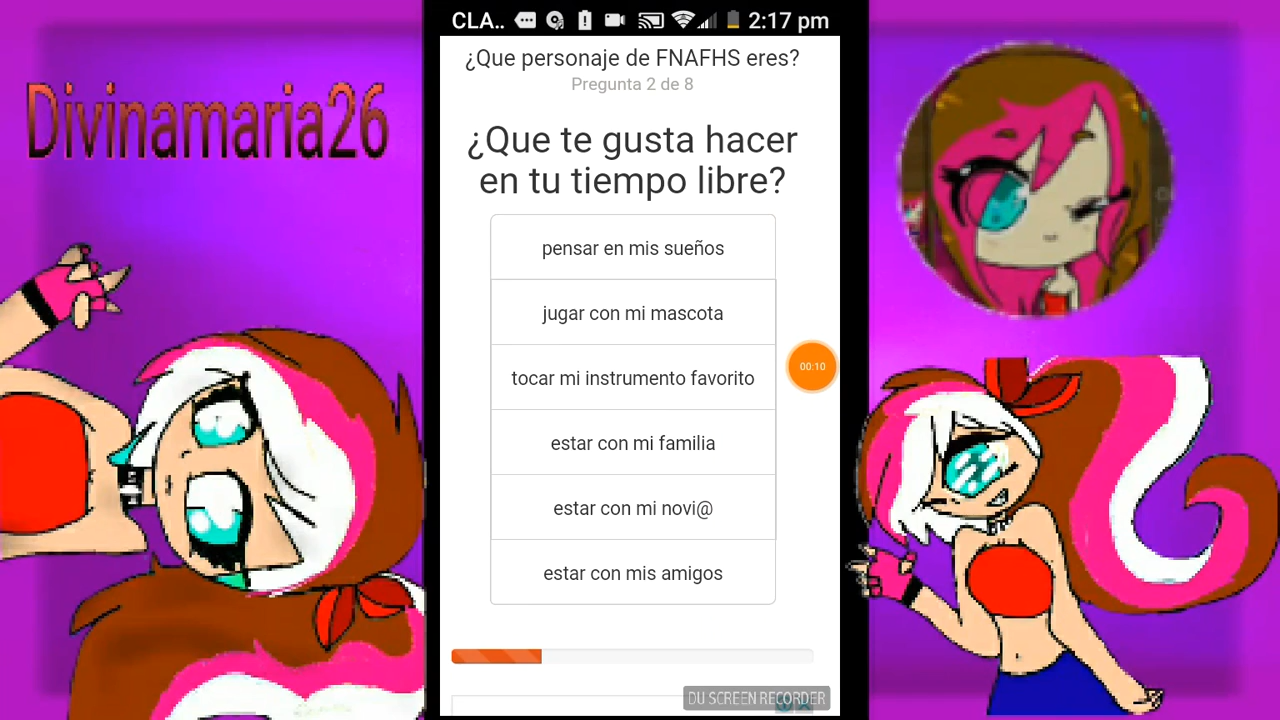 Divinamaria26
CLA.. 2:17 pm
¿Que personaje de FNAFHS eres?
Pregunta 2 de 8
¿Que te gusta hacer
en tu tiempo libre?
pensar en mis sueños
jugar con mi mascota
tocar mi instrumento favorito
estar con mi familia
estar con mi novi@
estar con mis amigos
00:10
DU SCREEN RECORDER